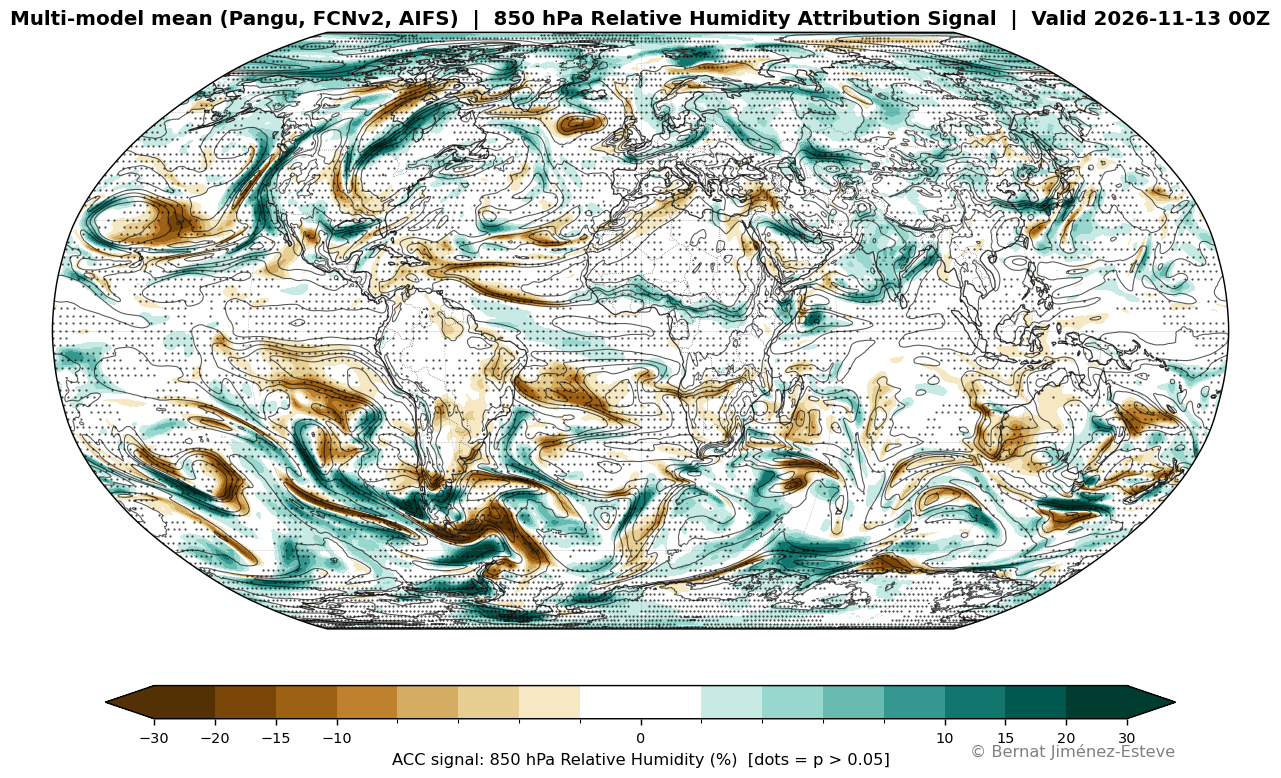 Multi-model mean (Pangu, FCNv2, AIFS)  |  850 hPa Relative Humidity Attribution Signal  |  Valid 2026-11-13 00Z
−30 −20 −15 −10 0 10 15 20 30
ACC signal: 850 hPa Relative Humidity (%)  [dots = p > 0.05]
© Bernat Jiménez-Esteve